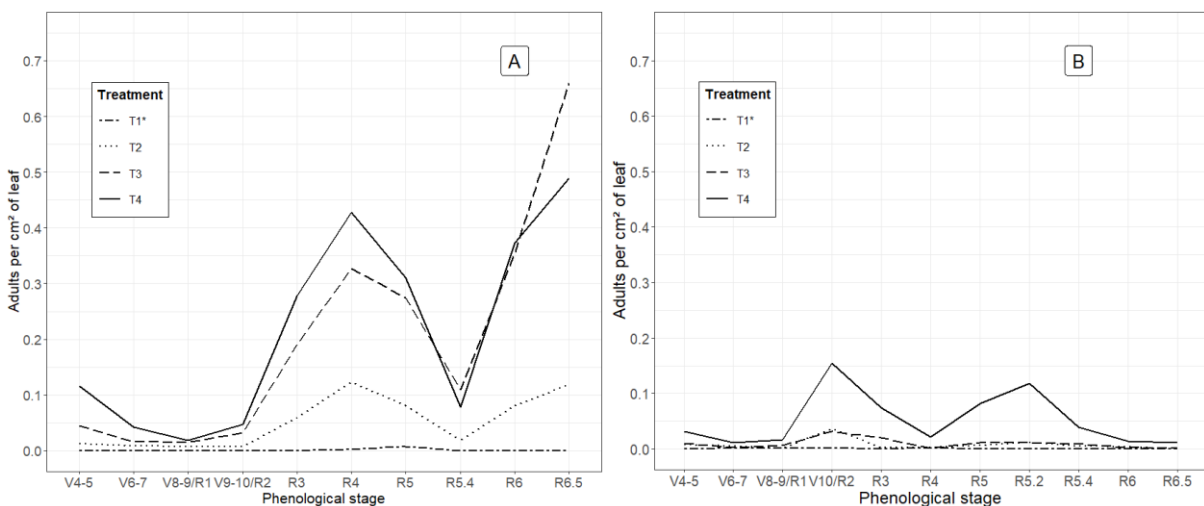 A
Adults per cm² of leaf
0.7
0.6
0.5
0.4
0.3
0.2
0.1
0.0
Treatment
T1*
T2
T3
T4
V4-5 V6-7 V8-9/R1 V9-10/R2 R3 R4 R5 R5.4 R6 R6.5
Phenological stage
B
Adults per cm² of leaf
0.7
0.6
0.5
0.4
0.3
0.2
0.1
0.0
Treatment
T1*
T2
T3
T4
V4-5 V6-7 V8-9/R1 V10/R2 R3 R4 R5 R5.2 R5.4 R6 R6.5
Phenological stage